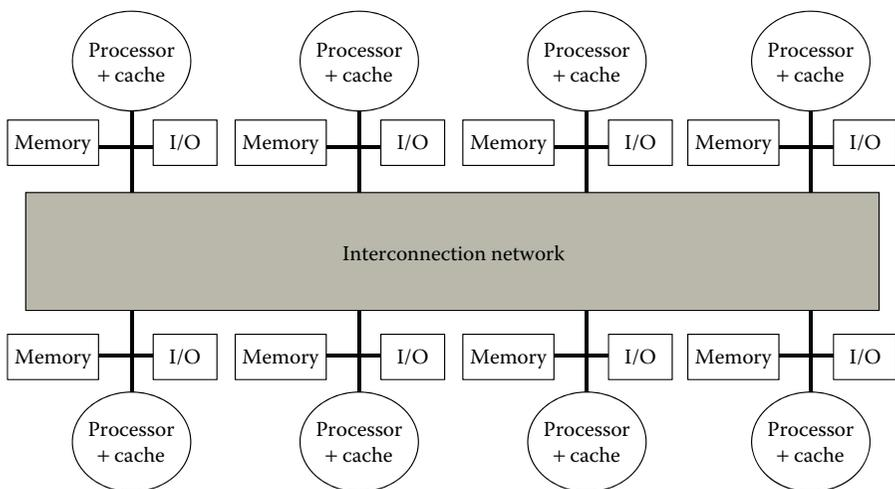 Processor
+ cache
Processor
+ cache
Processor
+ cache
Processor
+ cache
Memory
I/O
Memory
I/O
Memory
I/O
Memory
I/O
Interconnection network
Memory
I/O
Memory
I/O
Memory
I/O
Memory
I/O
Processor
+ cache
Processor
+ cache
Processor
+ cache
Processor
+ cache